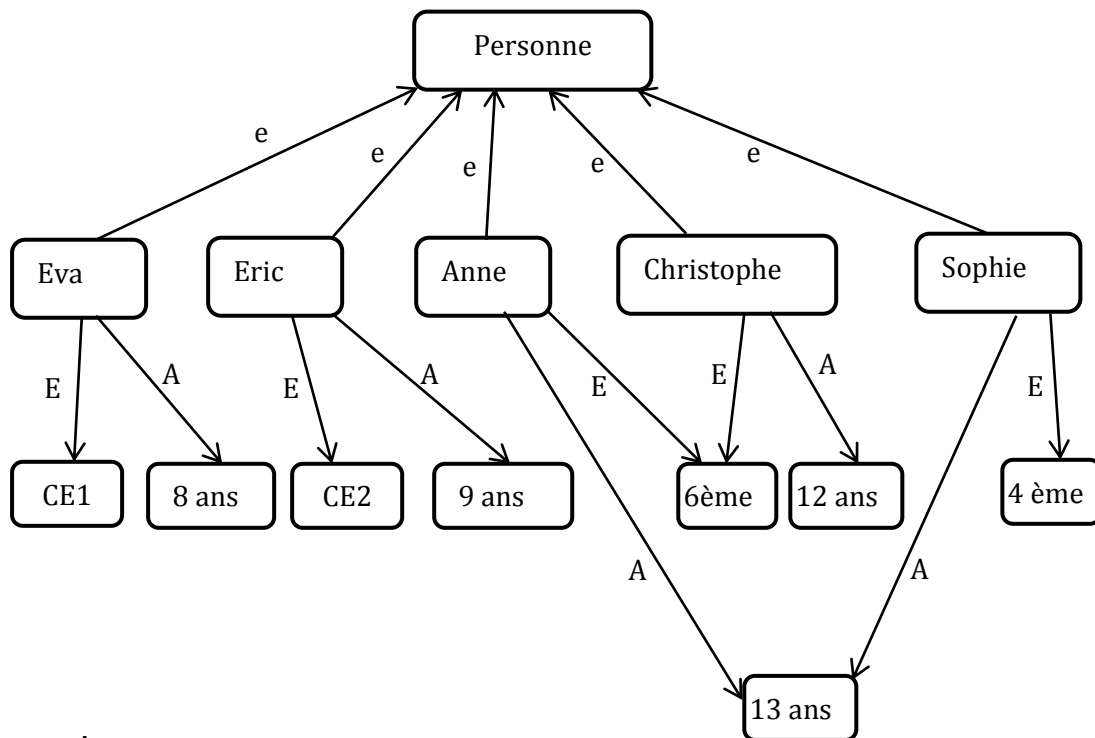 Personne
e
e
e
e
e
Eva
Eric
Anne
Christophe
Sophie
E
A
E
A
E
E
A
E
CE1
8 ans
CE2
9 ans
6ème
12 ans
4 ème
A
A
13 ans